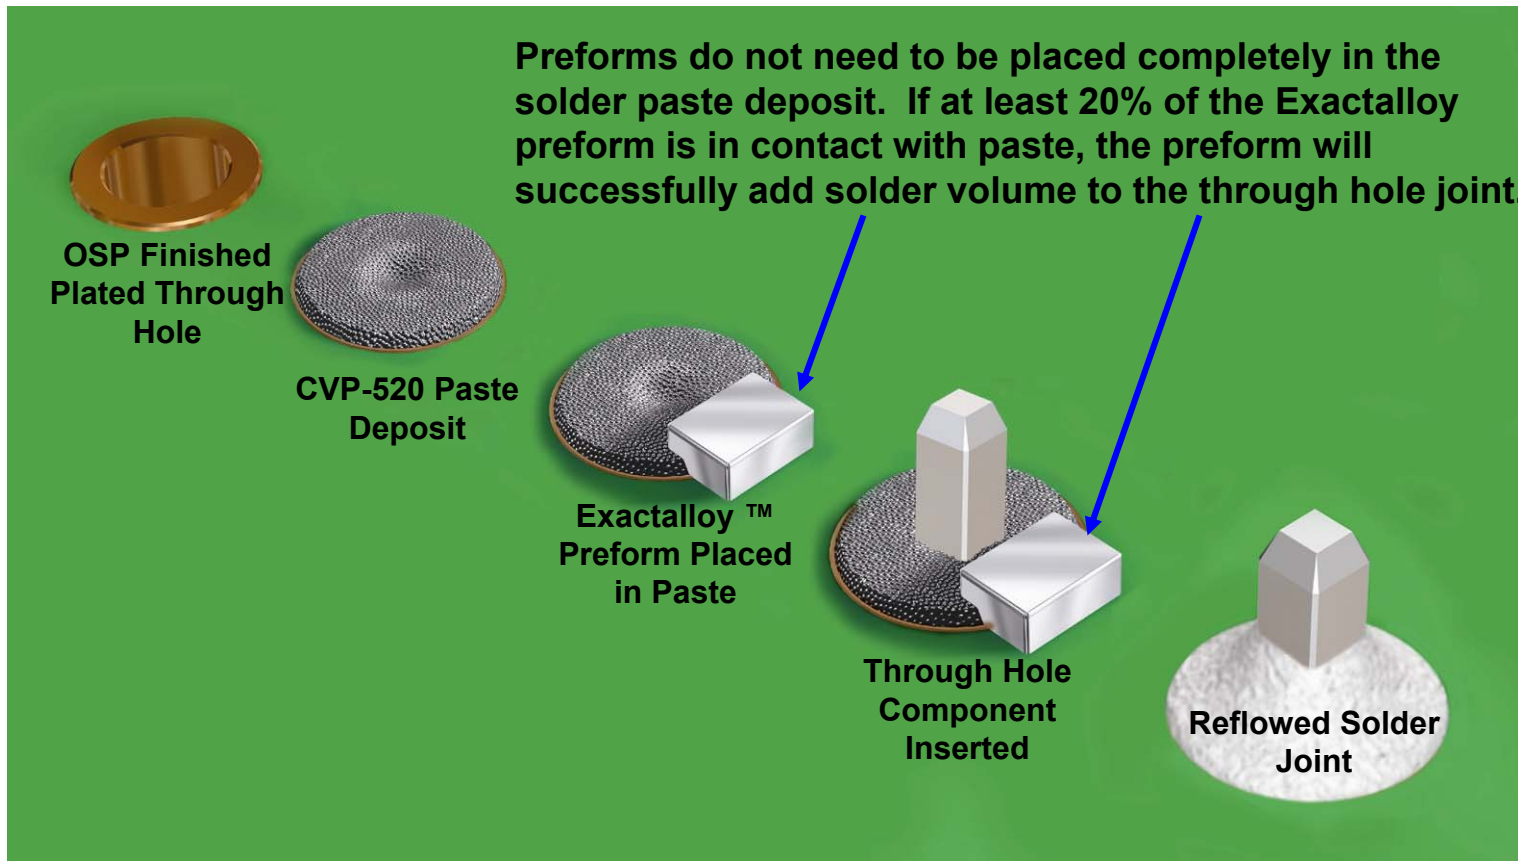 Preforms do not need to be placed completely in the
solder paste deposit.  If at least 20% of the Exactalloy
preform is in contact with paste, the preform will
successfully add solder volume to the through hole joint.
OSP Finished
Plated Through
Hole
CVP-520 Paste
Deposit
Exactalloy ™
Preform Placed
in Paste
Through Hole
Component
Inserted
Reflowed Solder
Joint